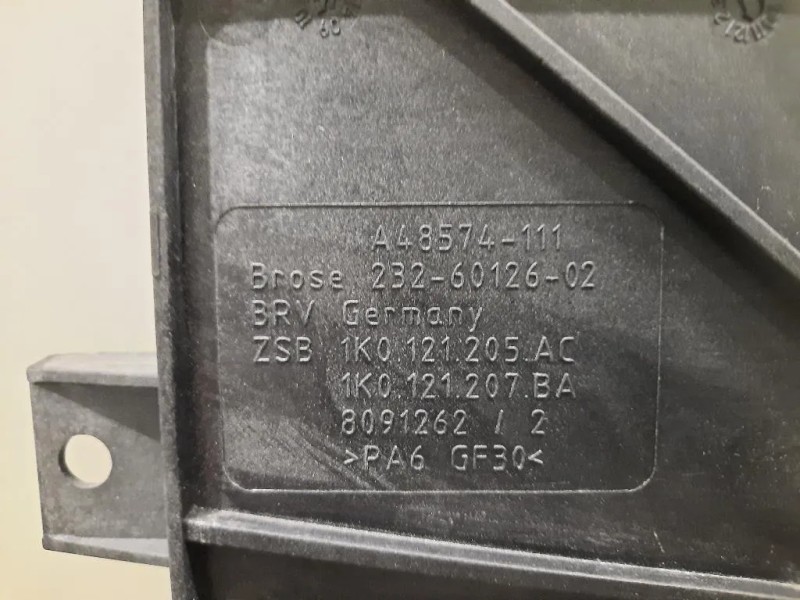 A48574-111
Brose 232-60126-02
BRV Germany
ZSB 1K0.121.205.AC
1K0.121.207.BA
8091262 / 2
>PA6 GF30<